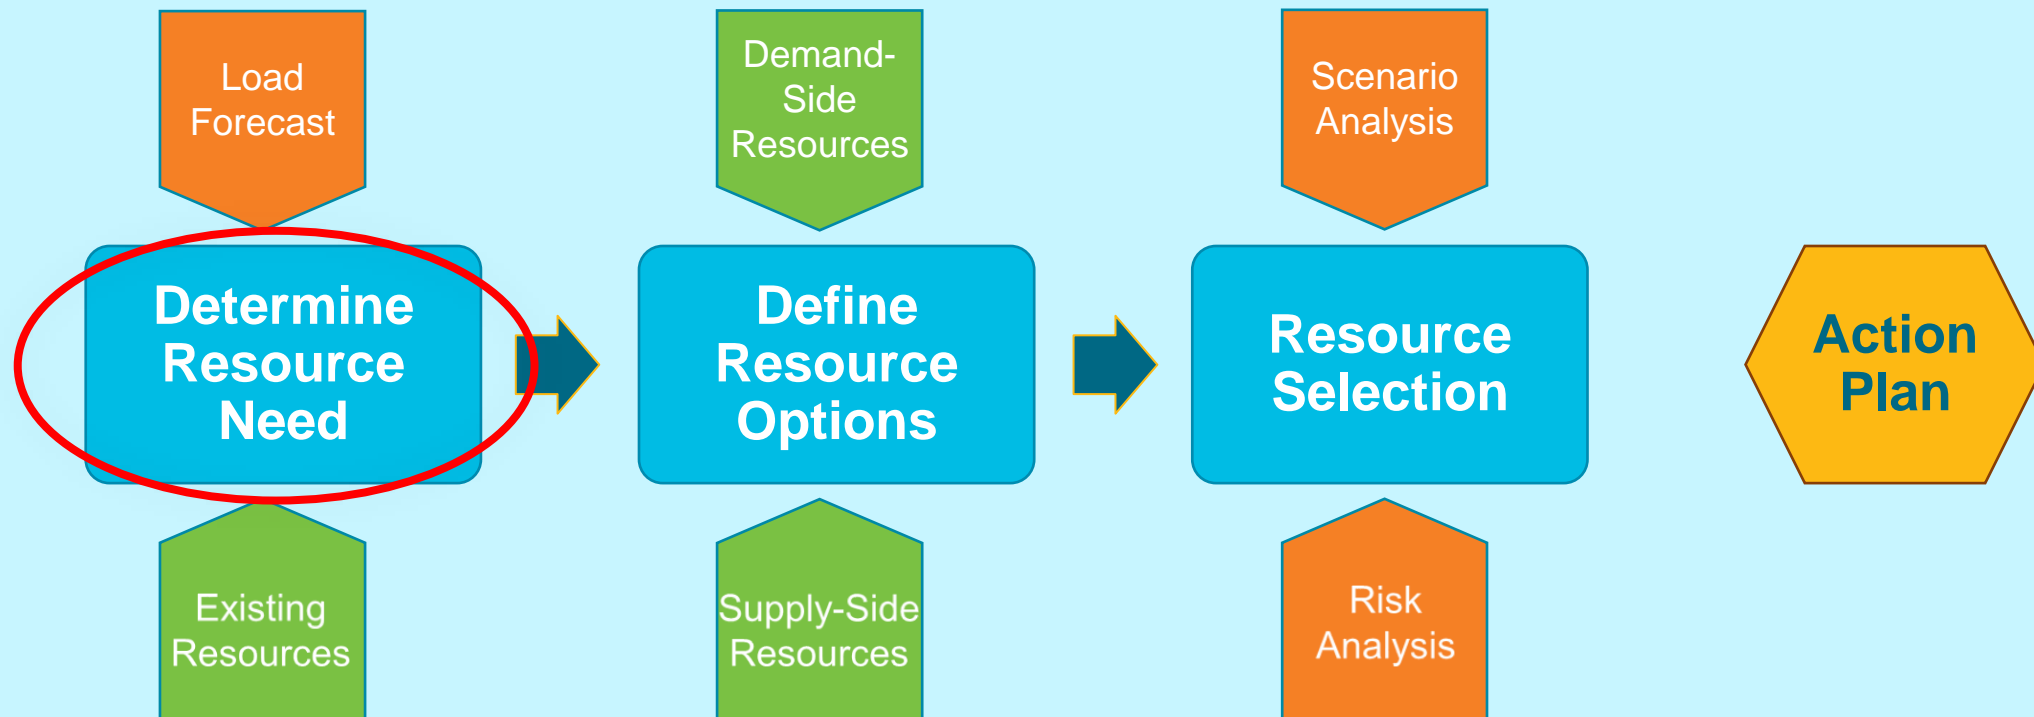 Load
Forecast
Demand-
Side
Resources
Scenario
Analysis
Determine
Resource
Need
Define
Resource
Options
Resource
Selection
Action
Plan
Existing
Resources
Supply-Side
Resources
Risk
Analysis